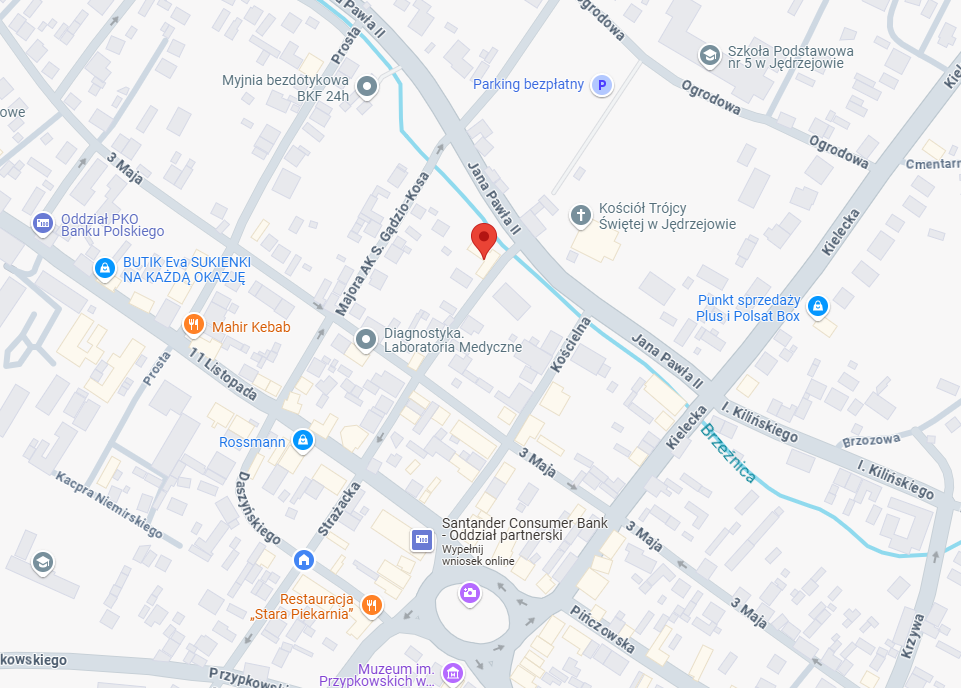 Jana Pawła II
Ogrodowa
Prosta
Szkoła Podstawowa
nr 5 w Jędrzejowie
Kielecka
Myjnia bezdotykowa
BKF 24h
Parking bezpłatny
P
Ogrodowa
owe
Ogrodowa
3 Maja
Cmentarn
Jana Pawła II
Majora AK S. Gądzio-Kosa
Kościół Trójcy
Świętej w Jędrzejowie
Kielecka
Oddział PKO
Banku Polskiego
BUTIK Eva SUKIENKI
NA KAŻDĄ OKAZJĘ
Punkt sprzedaży
Plus i Polsat Box
Mahir Kebab
Diagnostyka.
Laboratoria Medyczne
Kościelna
Jana Pawła II
Prosta
11 Listopada
Kielecka
I. Kilińskiego
Brzozowa
Rossmann
Brzeźnica
3 Maja
I. Kilińskiego
Kacpra Niemirskiego
Daszyńskiego
Strażacka
Santander Consumer Bank
- Oddział partnerski
Wypełnij
wniosek online
3 Maja
Restauracja
„Stara Piekarnia”
3 Maja
Pińczowska
Krzywa
kowskiego
Przypkowskiego
Muzeum im.
Przypkowskich w...